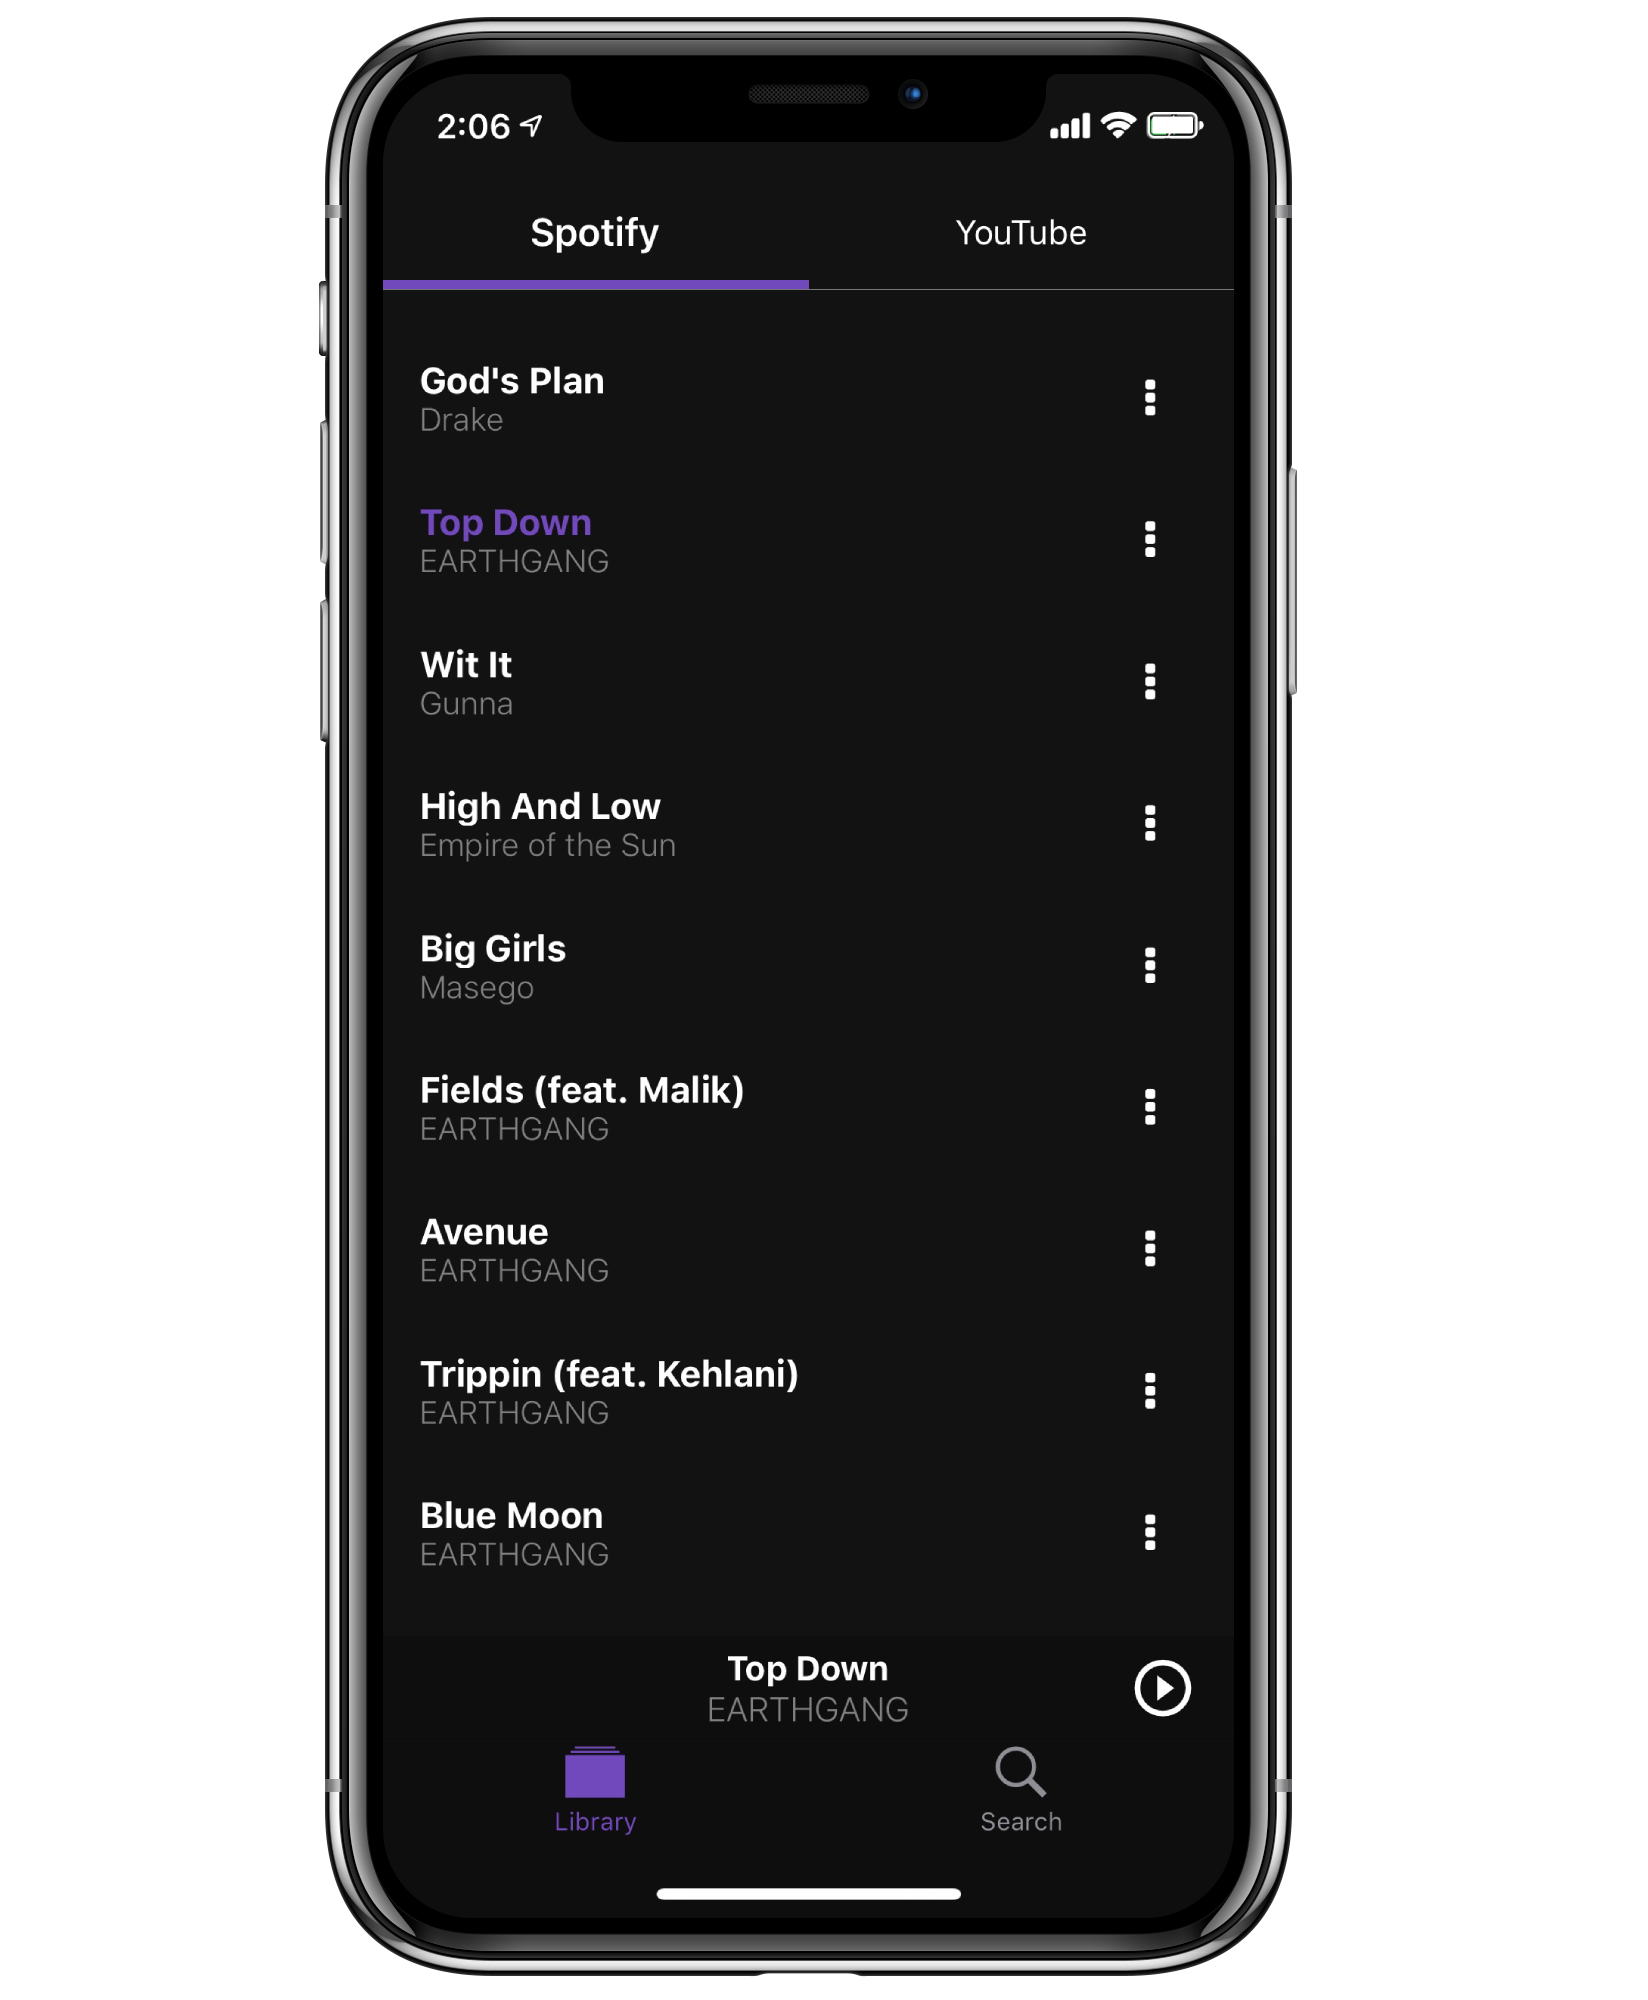 2:06
Spotify
YouTube
God's Plan
Drake
Top Down
EARTHGANG
Wit It
Gunna
High And Low
Empire of the Sun
Big Girls
Masego
Fields (feat. Malik)
EARTHGANG
Avenue
EARTHGANG
Trippin (feat. Kehlani)
EARTHGANG
Blue Moon
EARTHGANG
Top Down
EARTHGANG
Library
Search